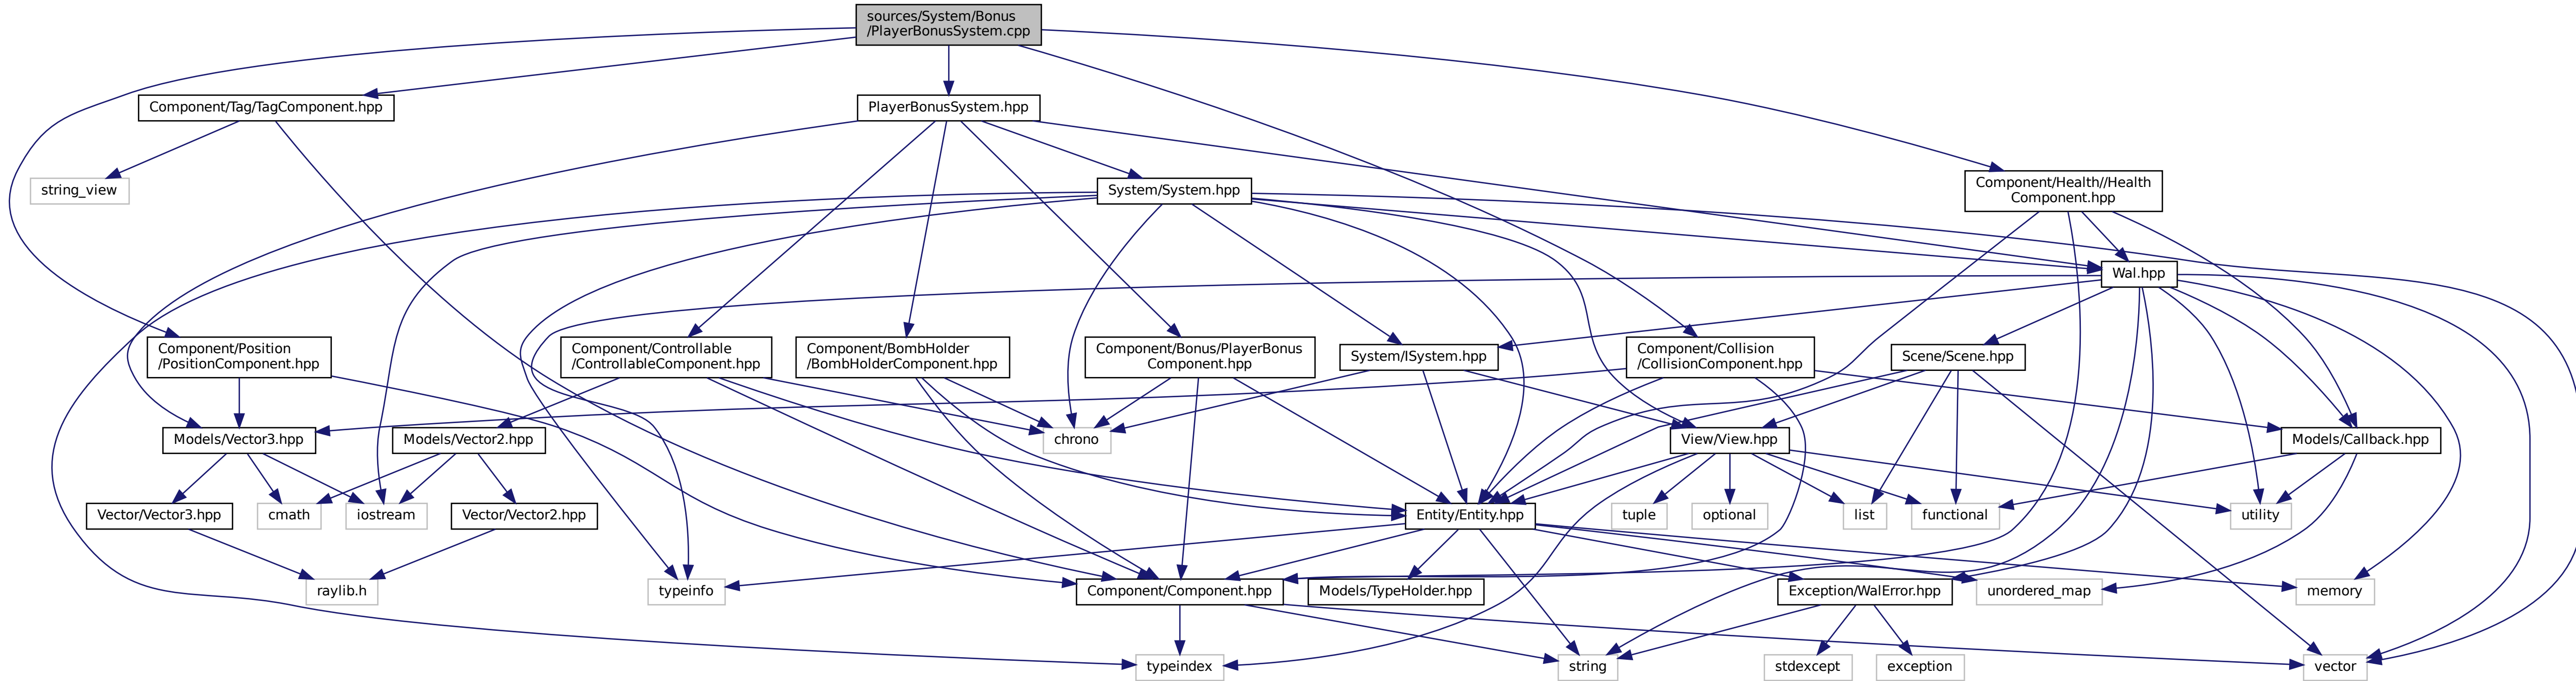 sources/System/Bonus
/PlayerBonusSystem.cpp
Component/Tag/TagComponent.hpp
PlayerBonusSystem.hpp
string_view
System/System.hpp
Component/Health//Health
Component.hpp
Wal.hpp
Component/Position
/PositionComponent.hpp
Component/Controllable
/ControllableComponent.hpp
Component/BombHolder
/BombHolderComponent.hpp
Component/Bonus/PlayerBonus
Component.hpp
System/ISystem.hpp
Component/Collision
/CollisionComponent.hpp
Scene/Scene.hpp
Models/Vector3.hpp
Models/Vector2.hpp
chrono
View/View.hpp
Models/Callback.hpp
Vector/Vector3.hpp
cmath
iostream
Vector/Vector2.hpp
Entity/Entity.hpp
tuple
optional
list
functional
utility
raylib.h
typeinfo
Component/Component.hpp
Models/TypeHolder.hpp
Exception/WalError.hpp
unordered_map
memory
typeindex
string
stdexcept
exception
vector